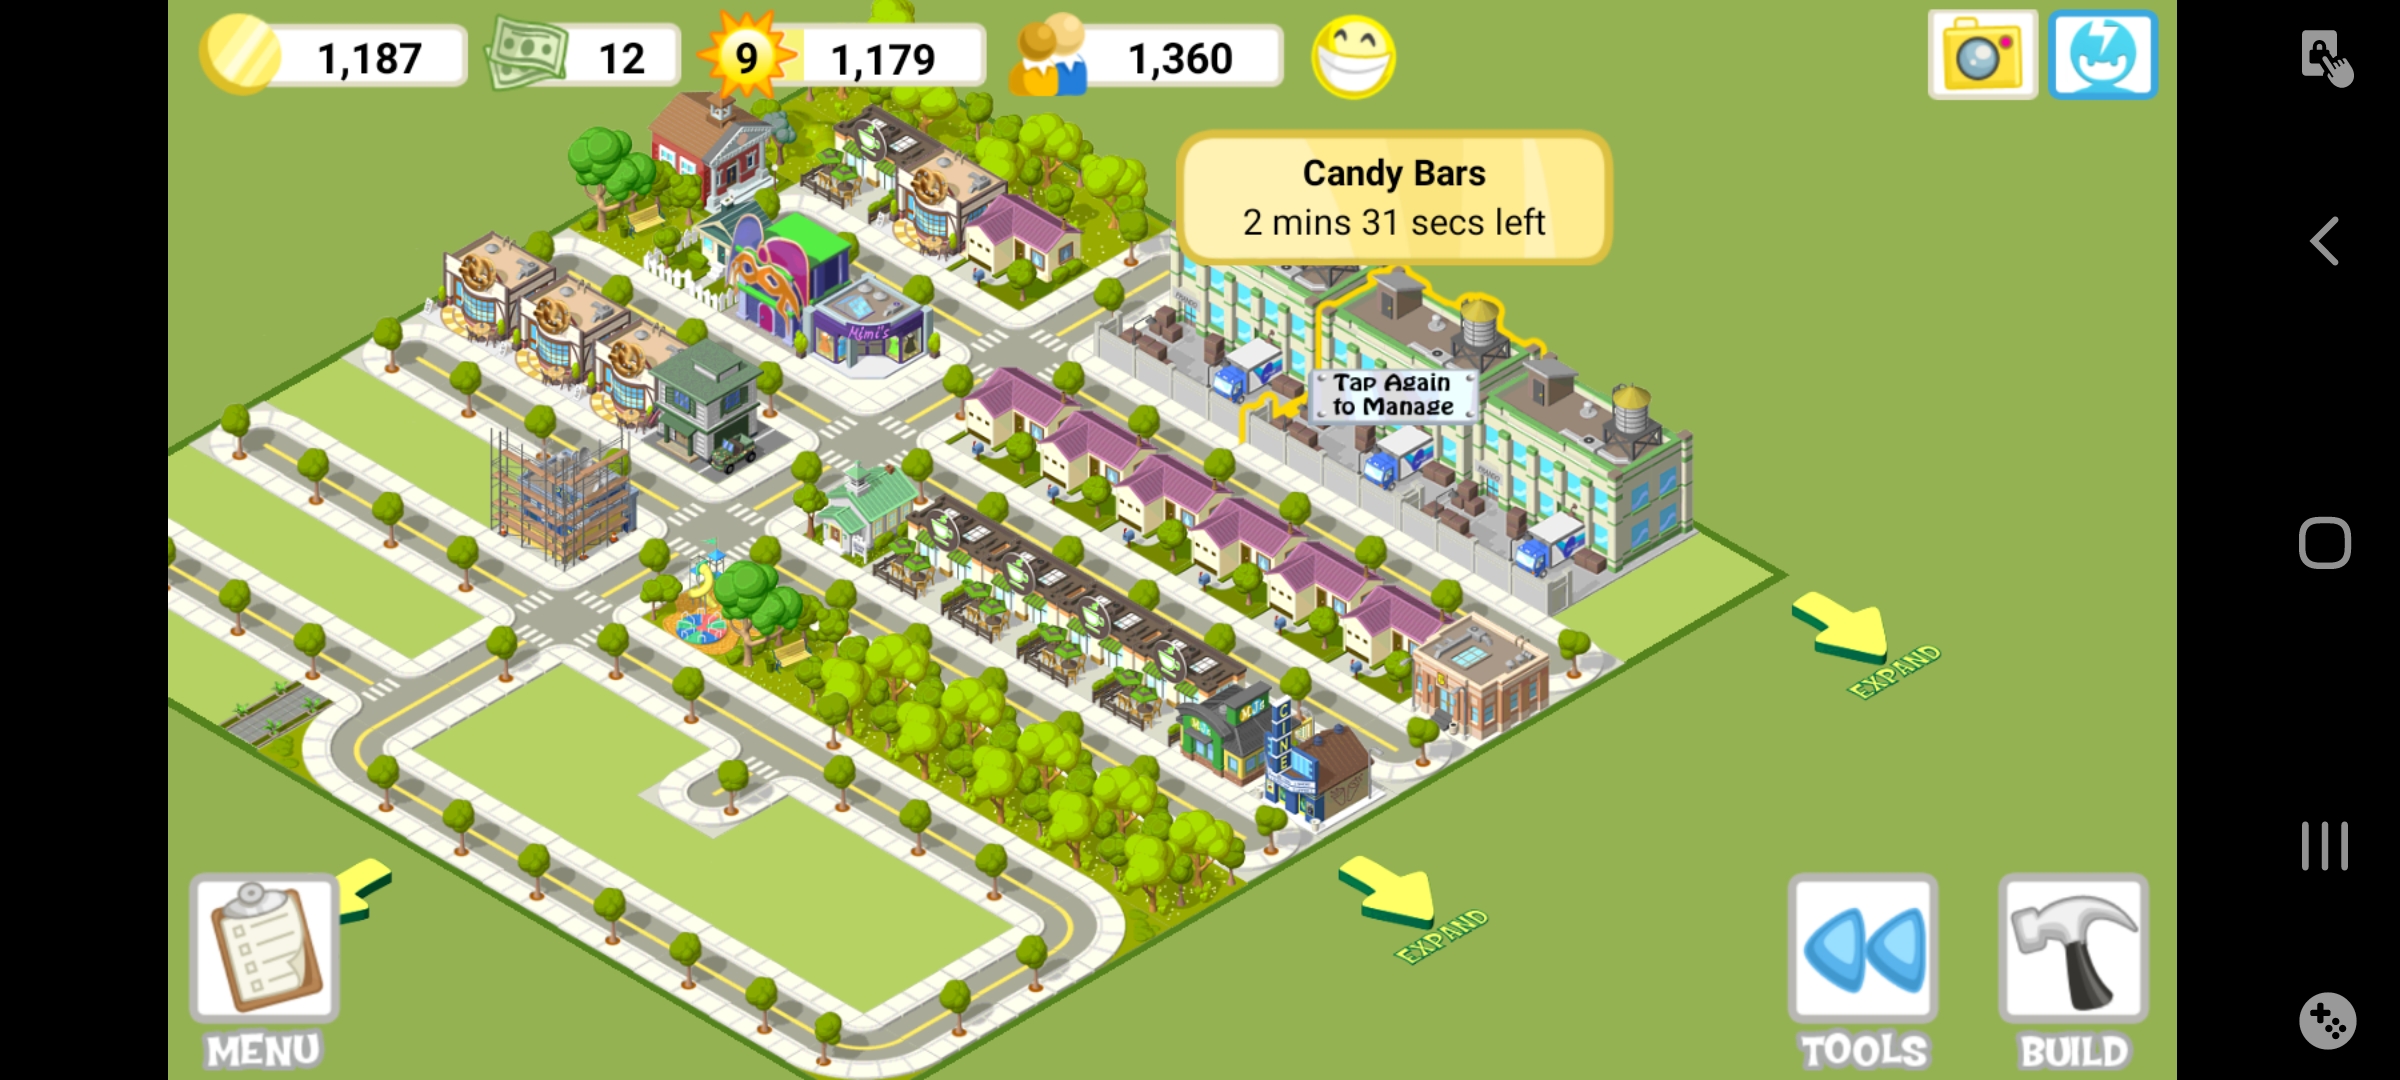 1,187
12
9
1,179
1,360
Candy Bars
2 mins 31 secs left
Mimi's
Tap Again
to Manage
CINE
EXPAND
EXPAND
MENU
TOOLS
BUILD